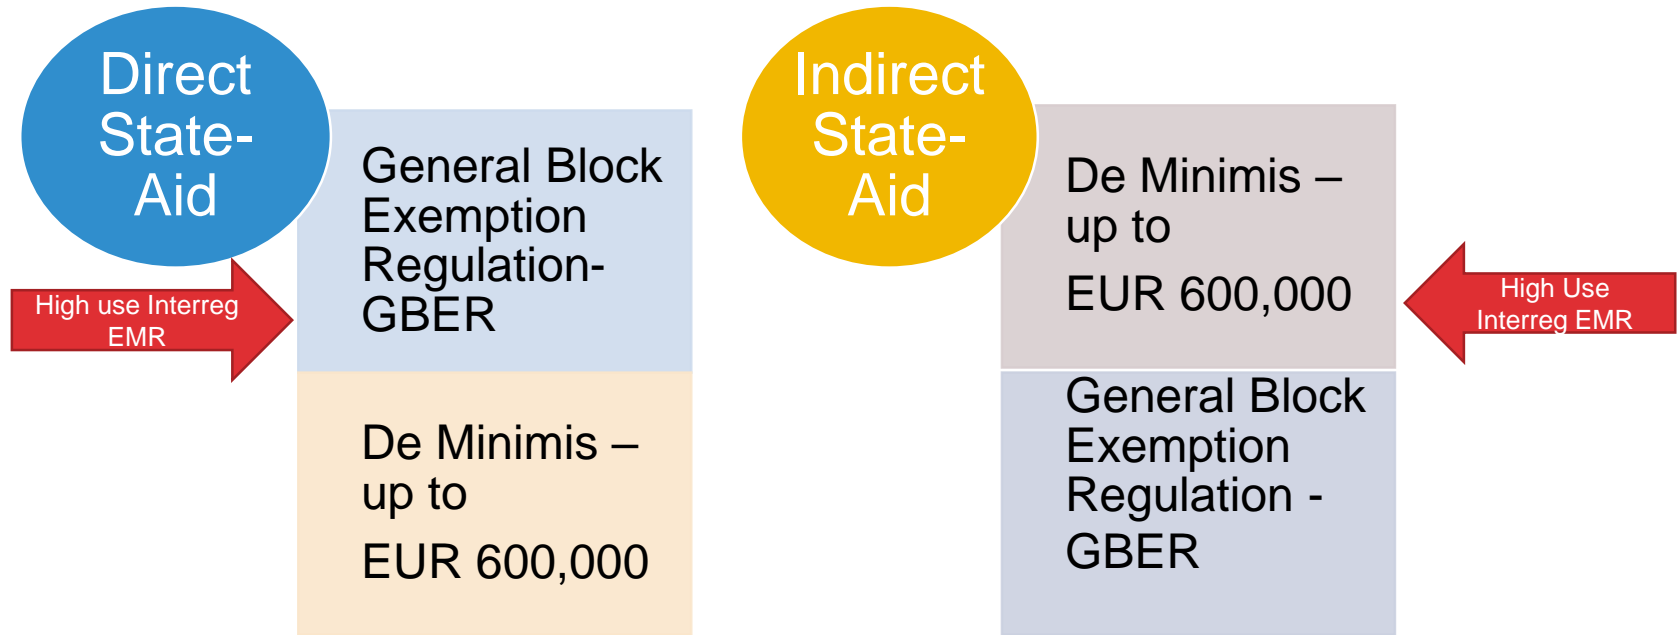 Direct
State-
Aid
General Block
Exemption
Regulation-
GBER
High use Interreg
EMR
De Minimis –
up to
EUR 600,000
Indirect
State-
Aid
De Minimis –
up to
EUR 600,000
High Use
Interreg EMR
General Block
Exemption
Regulation -
GBER